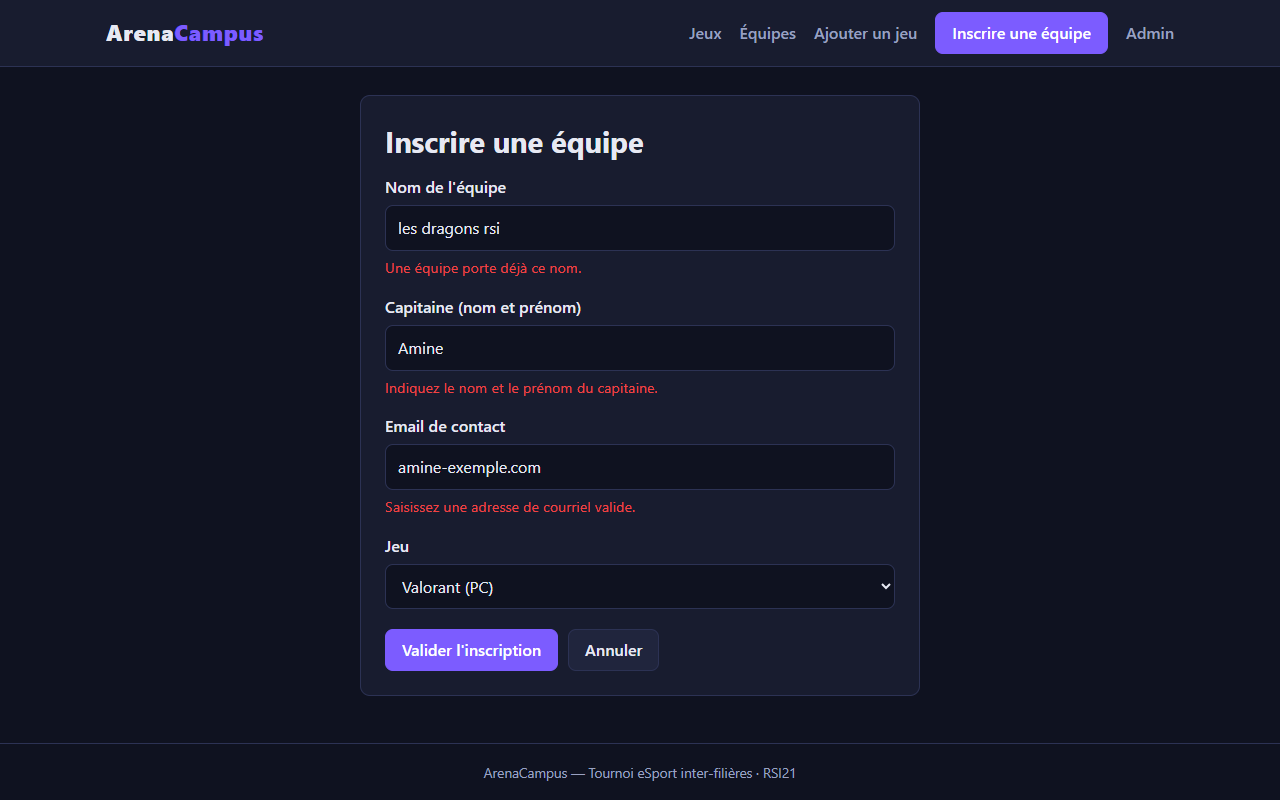 ArenaCampus
Jeux
Équipes
Ajouter un jeu
Inscrire une équipe
Admin
Inscrire une équipe
Nom de l'équipe
les dragons rsi
Une équipe porte déjà ce nom.
Capitaine (nom et prénom)
Amine
Indiquez le nom et le prénom du capitaine.
Email de contact
amine-exemple.com
Saisissez une adresse de courriel valide.
Jeu
Valorant (PC)
Valider l'inscription
Annuler
ArenaCampus — Tournoi eSport inter-filières · RSI21